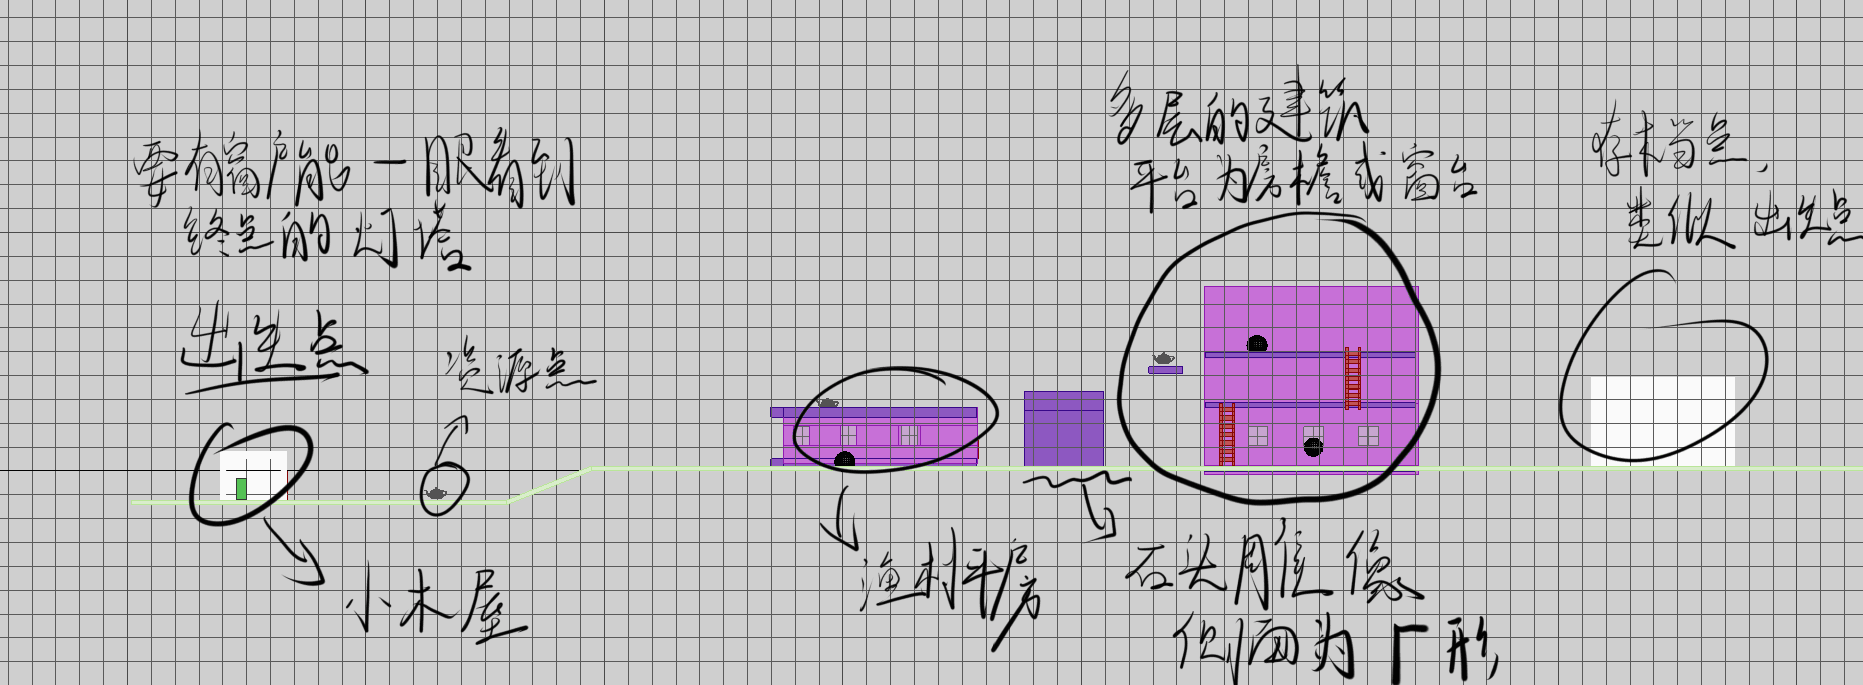 要有窗户能一眼看到
终点的灯塔
出生点
资源点
小木屋
渔村平房
多层的建筑
平台为房檐或窗台
石头雕像
侧面为厂形
存档点,
类似出生点